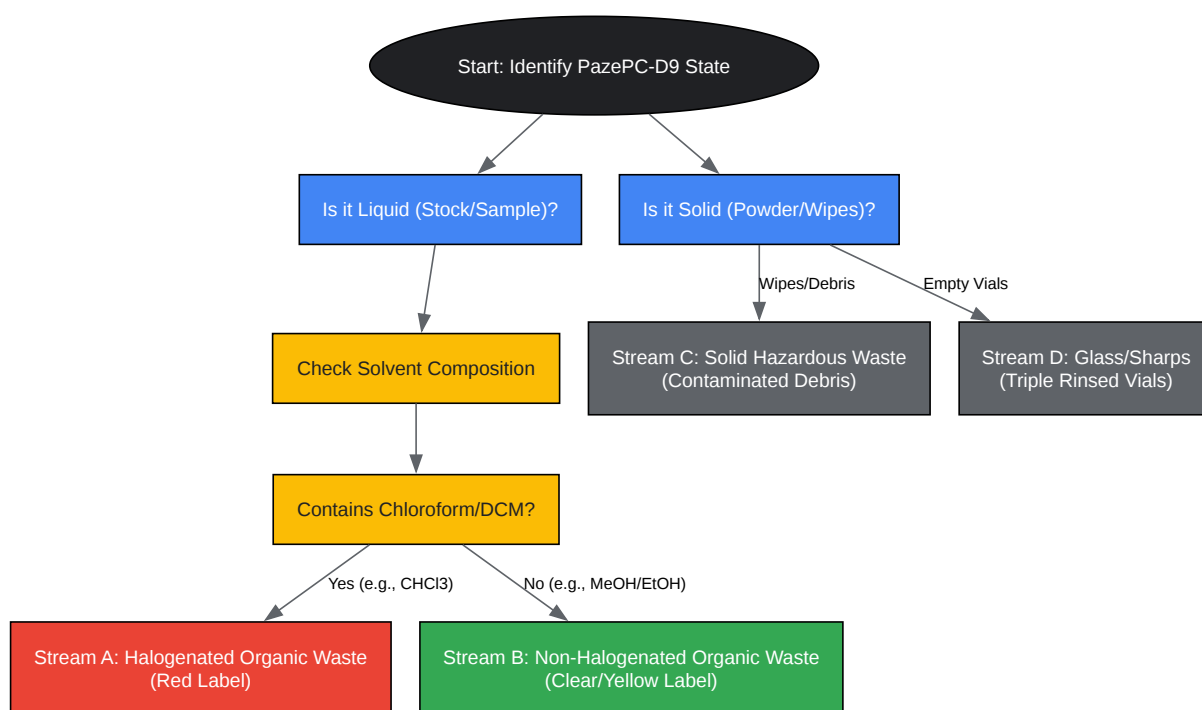 Start: Identify PazePC-D9 State
Is it Liquid (Stock/Sample)?
Is it Solid (Powder/Wipes)?
Wipes/Debris
Empty Vials
Check Solvent Composition
Stream C: Solid Hazardous Waste
(Contaminated Debris)
Stream D: Glass/Sharps
(Triple Rinsed Vials)
Contains Chloroform/DCM?
Yes (e.g., CHCl3)
No (e.g., MeOH/EtOH)
Stream A: Halogenated Organic Waste
(Red Label)
Stream B: Non-Halogenated Organic Waste
(Clear/Yellow Label)